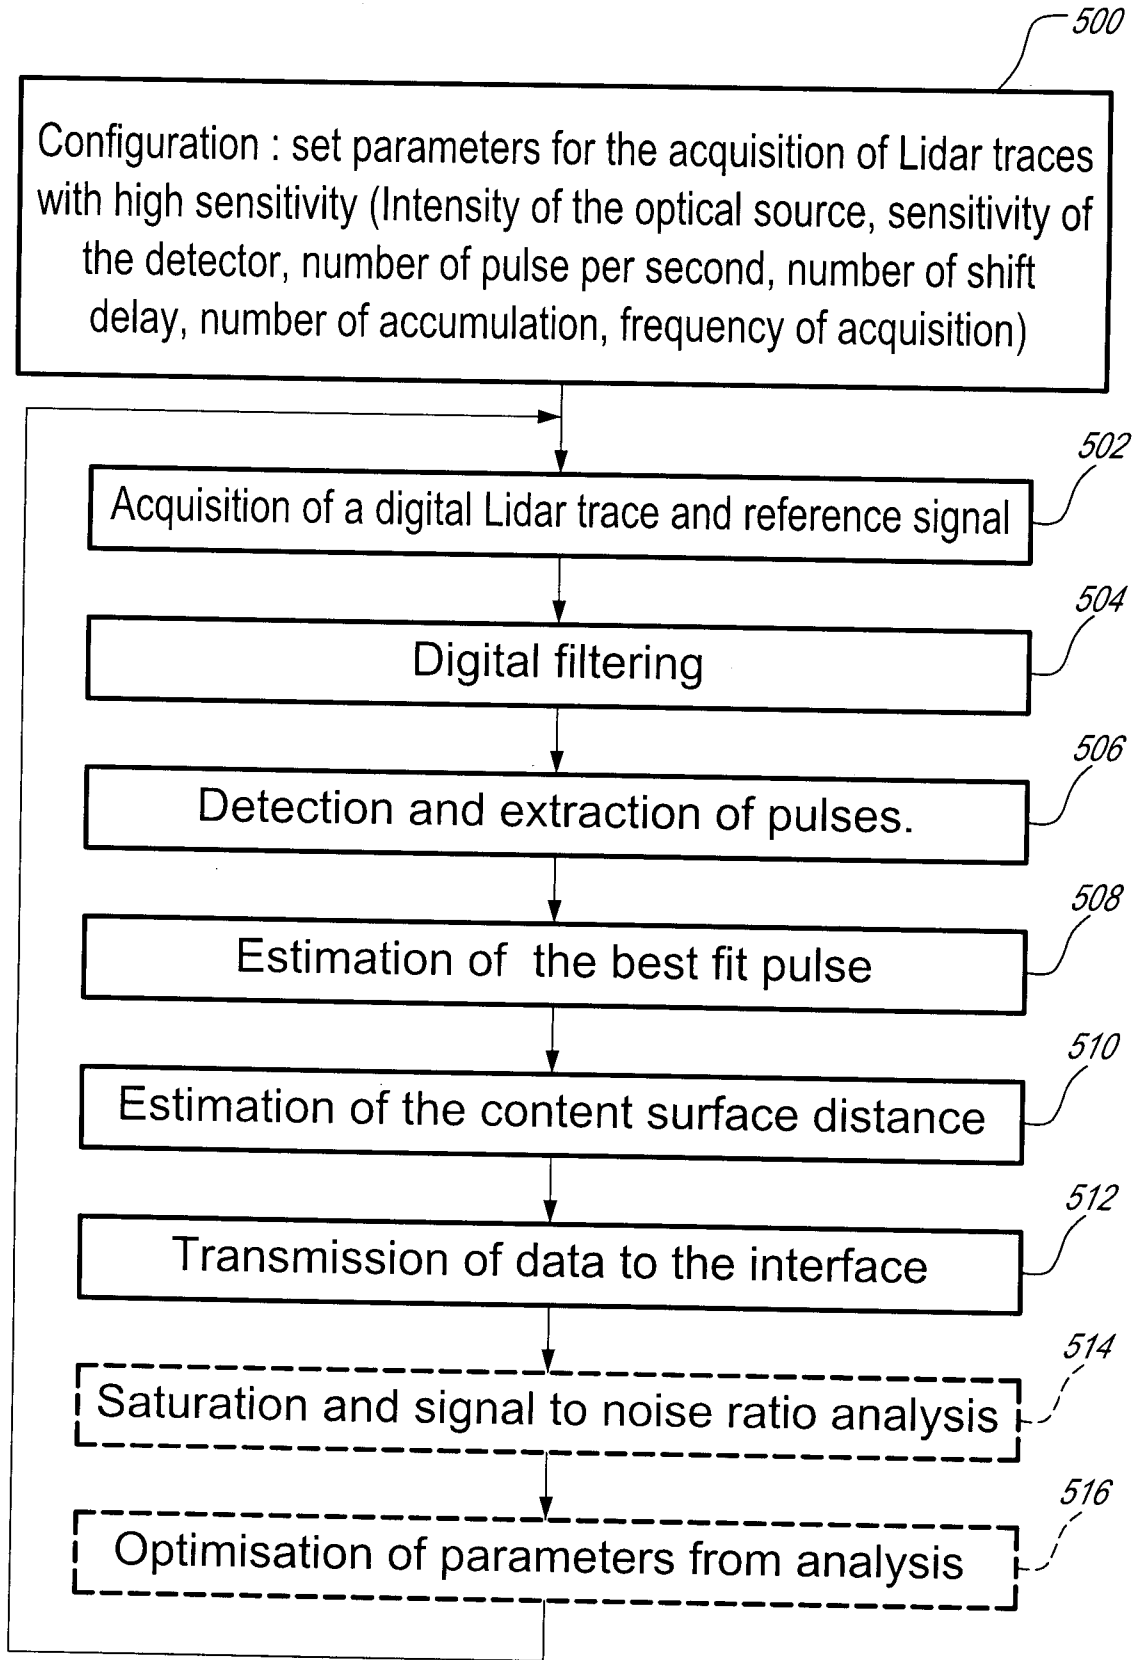 500
Configuration : set parameters for the acquisition of Lidar traces
with high sensitivity (Intensity of the optical source, sensitivity of
the detector, number of pulse per second, number of shift
delay, number of accumulation, frequency of acquisition)
502
Acquisition of a digital Lidar trace and reference signal
504
Digital filtering
506
Detection and extraction of pulses.
508
Estimation of the best fit pulse
510
Estimation of the content surface distance
512
Transmission of data to the interface
514
Saturation and signal to noise ratio analysis
516
Optimisation of parameters from analysis